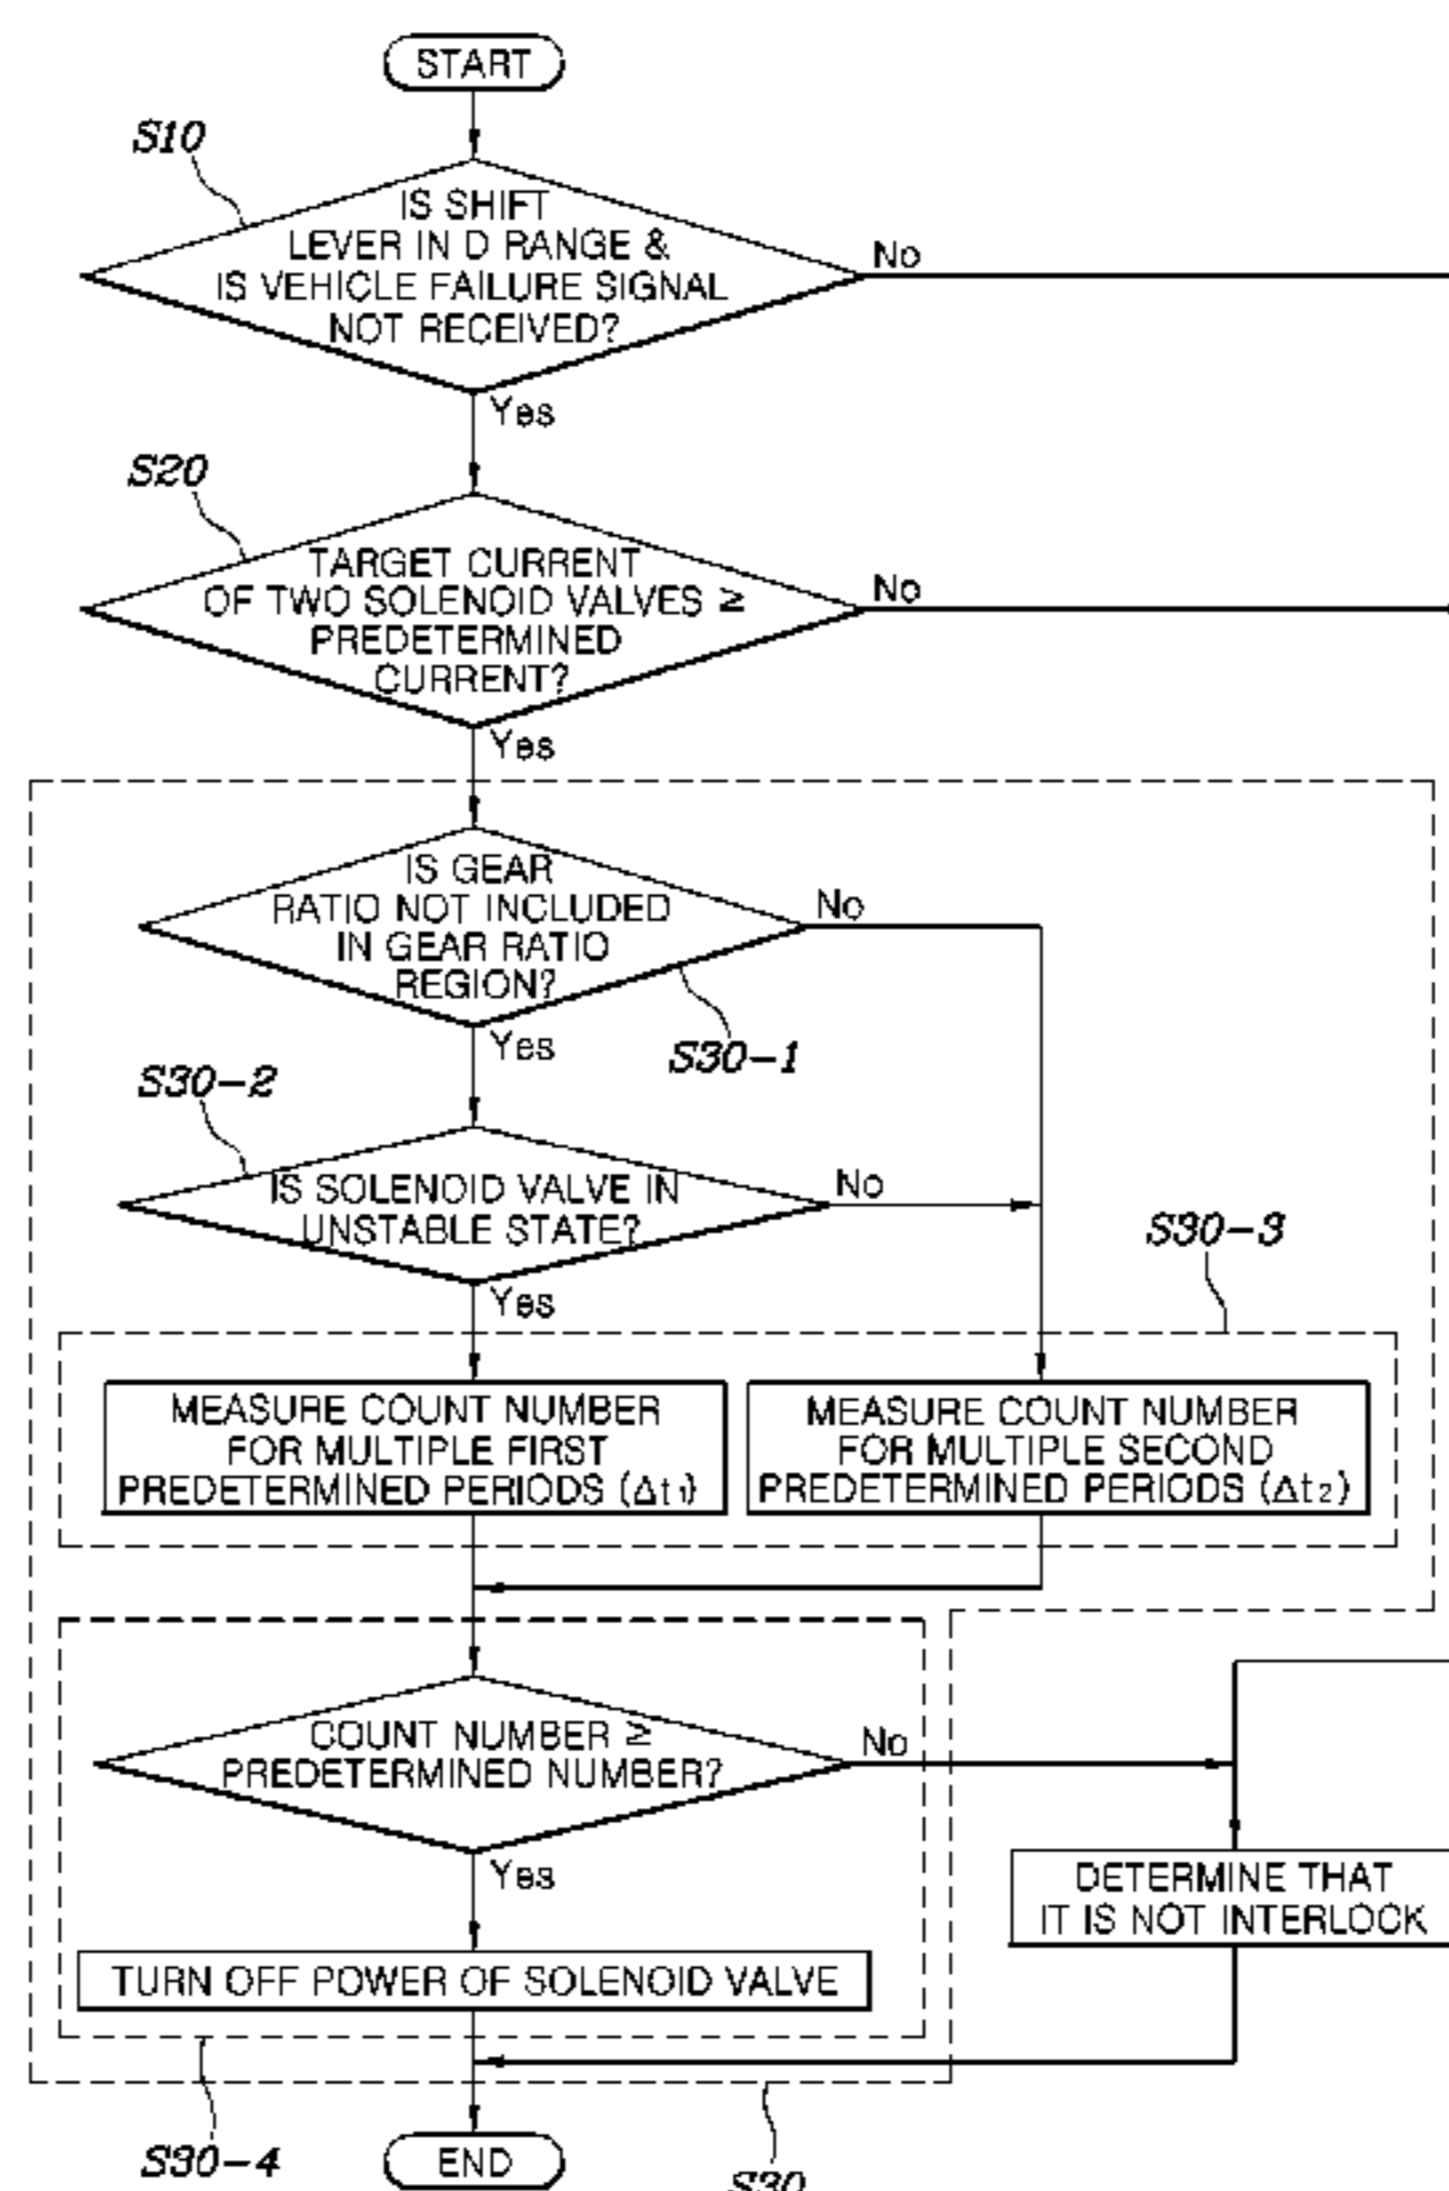 START
S10
IS SHIFT
LEVER IN D RANGE &
IS VEHICLE FAILURE SIGNAL
NOT RECEIVED?
No
Yes
S20
TARGET CURRENT
OF TWO SOLENOID VALVES ≥
PREDETERMINED
CURRENT?
No
Yes
IS GEAR
RATIO NOT INCLUDED
IN GEAR RATIO
REGION?
No
Yes
S30-1
S30-2
IS SOLENOID VALVE IN
UNSTABLE STATE?
No
Yes
S30-3
MEASURE COUNT NUMBER
FOR MULTIPLE FIRST
PREDETERMINED PERIODS (Δt1)
MEASURE COUNT NUMBER
FOR MULTIPLE SECOND
PREDETERMINED PERIODS (Δt2)
COUNT NUMBER ≥
PREDETERMINED NUMBER?
No
Yes
DETERMINE THAT
IT IS NOT INTERLOCK
TURN OFF POWER OF SOLENOID VALVE
S30-4
END
S30